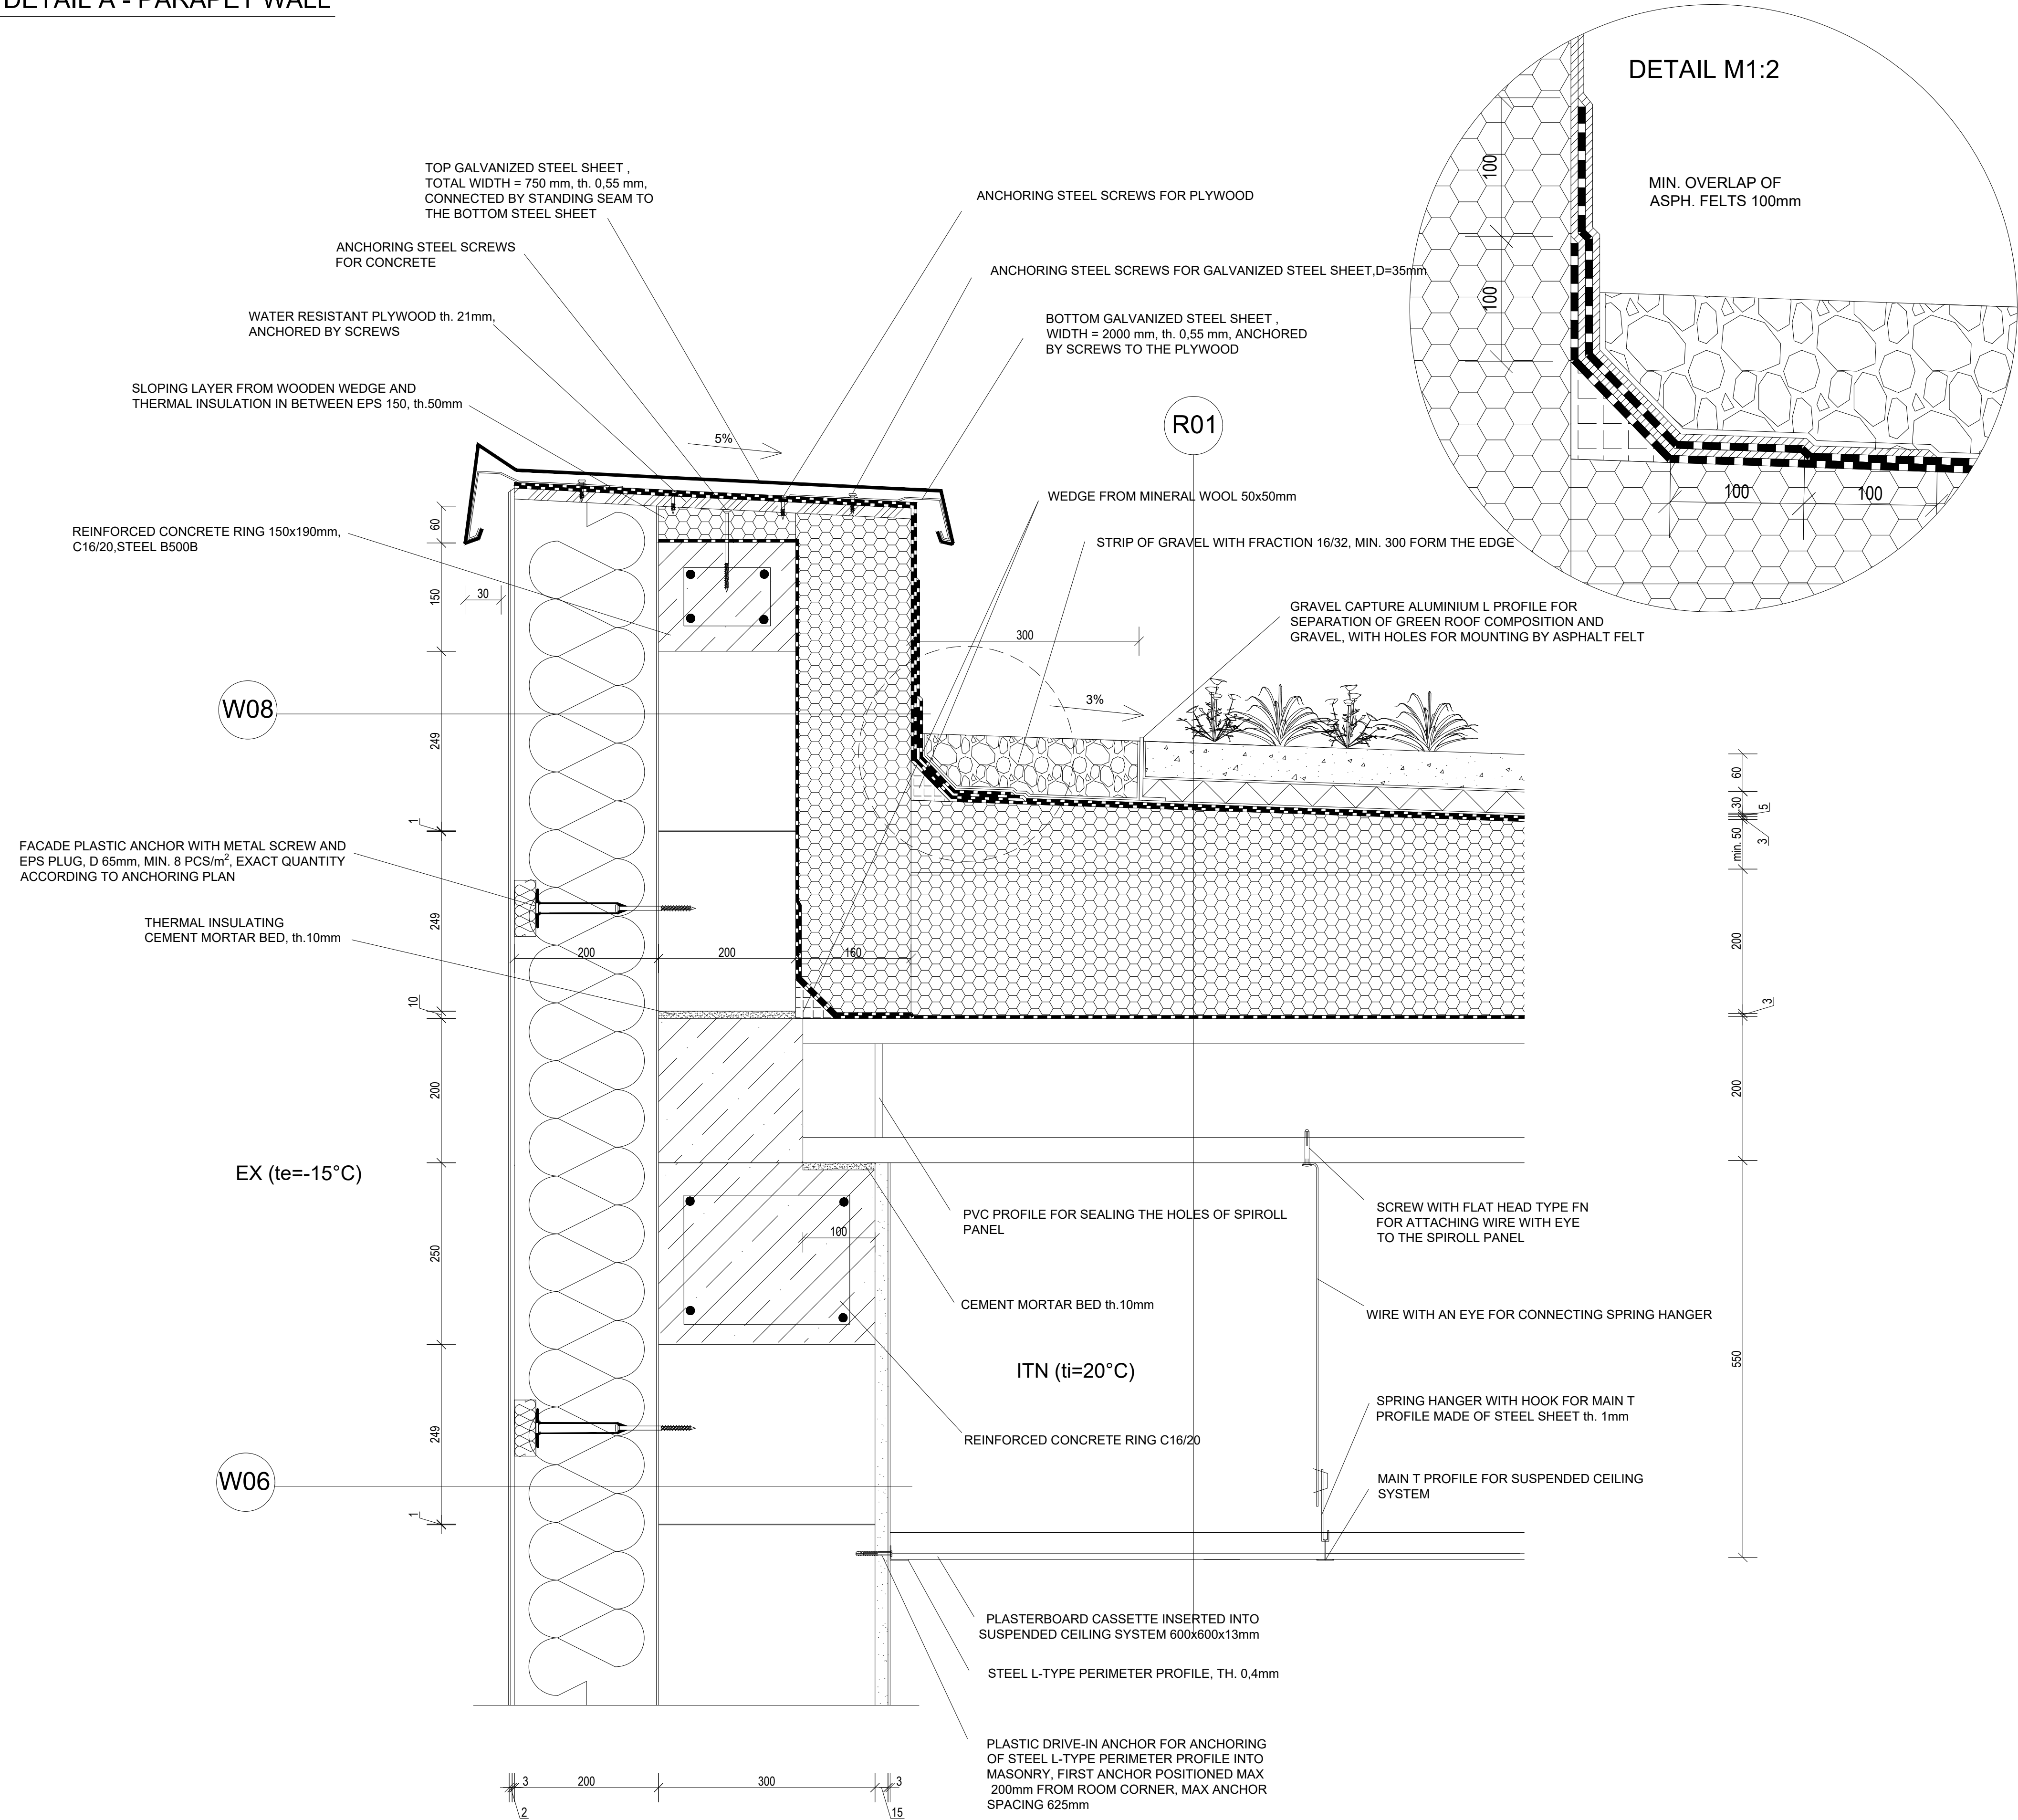 DETAIL A - PARAPET WALL
DETAIL M1:2
MIN. OVERLAP OF
ASPH. FELTS 100mm
100
100
100
100
TOP GALVANIZED STEEL SHEET ,
TOTAL WIDTH = 750 mm, th. 0,55 mm,
CONNECTED BY STANDING SEAM TO
THE BOTTOM STEEL SHEET
ANCHORING STEEL SCREWS
FOR CONCRETE
WATER RESISTANT PLYWOOD th. 21mm,
ANCHORED BY SCREWS
SLOPING LAYER FROM WOODEN WEDGE AND
THERMAL INSULATION IN BETWEEN EPS 150, th.50mm
REINFORCED CONCRETE RING 150x190mm,
C16/20,STEEL B500B
ANCHORING STEEL SCREWS FOR PLYWOOD
ANCHORING STEEL SCREWS FOR GALVANIZED STEEL SHEET,D=35mm
BOTTOM GALVANIZED STEEL SHEET ,
WIDTH = 2000 mm, th. 0,55 mm, ANCHORED
BY SCREWS TO THE PLYWOOD
R01
5%
WEDGE FROM MINERAL WOOL 50x50mm
STRIP OF GRAVEL WITH FRACTION 16/32, MIN. 300 FORM THE EDGE
GRAVEL CAPTURE ALUMINIUM L PROFILE FOR
SEPARATION OF GREEN ROOF COMPOSITION AND
GRAVEL, WITH HOLES FOR MOUNTING BY ASPHALT FELT
300
3%
30
W08
FACADE PLASTIC ANCHOR WITH METAL SCREW AND
EPS PLUG, D 65mm, MIN. 8 PCS/m2, EXACT QUANTITY
ACCORDING TO ANCHORING PLAN
THERMAL INSULATING
CEMENT MORTAR BED, th.10mm
60
150
249
1
249
10
200
250
249
1
200
200
160
60
30
5
min. 50
3
200
3
200
550
EX (te=-15°C)
W06
100
PVC PROFILE FOR SEALING THE HOLES OF SPIROLL
PANEL
CEMENT MORTAR BED th.10mm
ITN (ti=20°C)
REINFORCED CONCRETE RING C16/20
SCREW WITH FLAT HEAD TYPE FN
FOR ATTACHING WIRE WITH EYE
TO THE SPIROLL PANEL
WIRE WITH AN EYE FOR CONNECTING SPRING HANGER
SPRING HANGER WITH HOOK FOR MAIN T
PROFILE MADE OF STEEL SHEET th. 1mm
MAIN T PROFILE FOR SUSPENDED CEILING
SYSTEM
PLASTERBOARD CASSETTE INSERTED INTO
SUSPENDED CEILING SYSTEM 600x600x13mm
STEEL L-TYPE PERIMETER PROFILE, TH. 0,4mm
PLASTIC DRIVE-IN ANCHOR FOR ANCHORING
OF STEEL L-TYPE PERIMETER PROFILE INTO
MASONRY, FIRST ANCHOR POSITIONED MAX
200mm FROM ROOM CORNER, MAX ANCHOR
SPACING 625mm
3 200 300 3
2 15